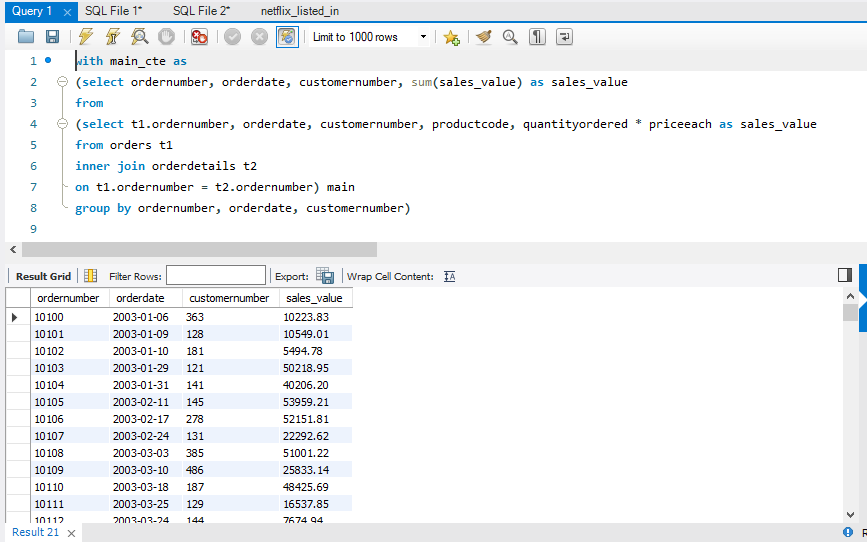 Query 1 SQL File 1* SQL File 2* netflix_listed_in
Limit to 1000 rows
1 with main_cte as
2 (select ordernumber, orderdate, customernumber, sum(sales_value) as sales_value
3 from
4 (select t1.ordernumber, orderdate, customernumber, productcode, quantityordered * priceeach as sales_value
5 from orders t1
6 inner join orderdetails t2
7 on t1.ordernumber = t2.ordernumber) main
8 group by ordernumber, orderdate, customernumber)
9
Result Grid Filter Rows: Export: Wrap Cell Content:
ordernumber orderdate customernumber sales_value
10100 2003-01-06 363 10223.83
10101 2003-01-09 128 10549.01
10102 2003-01-10 181 5494.78
10103 2003-01-29 121 50218.95
10104 2003-01-31 141 40206.20
10105 2003-02-11 145 53959.21
10106 2003-02-17 278 52151.81
10107 2003-02-24 131 22292.62
10108 2003-03-03 385 51001.22
10109 2003-03-10 486 25833.14
10110 2003-03-18 187 48425.69
10111 2003-03-25 129 16537.85
10112 2003-03-24 144 7674.94
Result 21